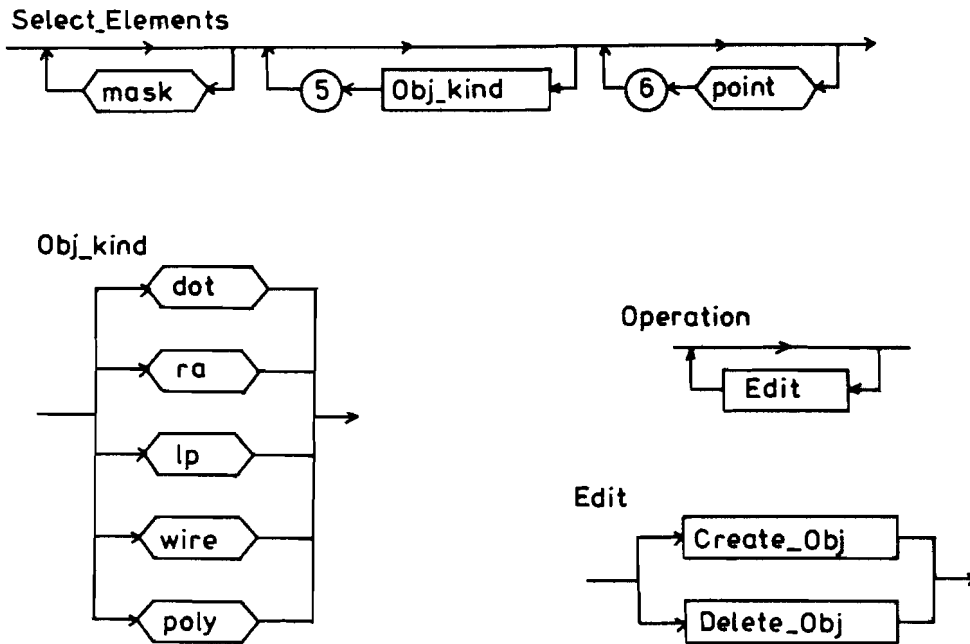 Select_Elements
mask
5
Obj_kind
6
point
Obj_kind
dot
ra
lp
wire
poly
Operation
Edit
Edit
Create_Obj
Delete_Obj